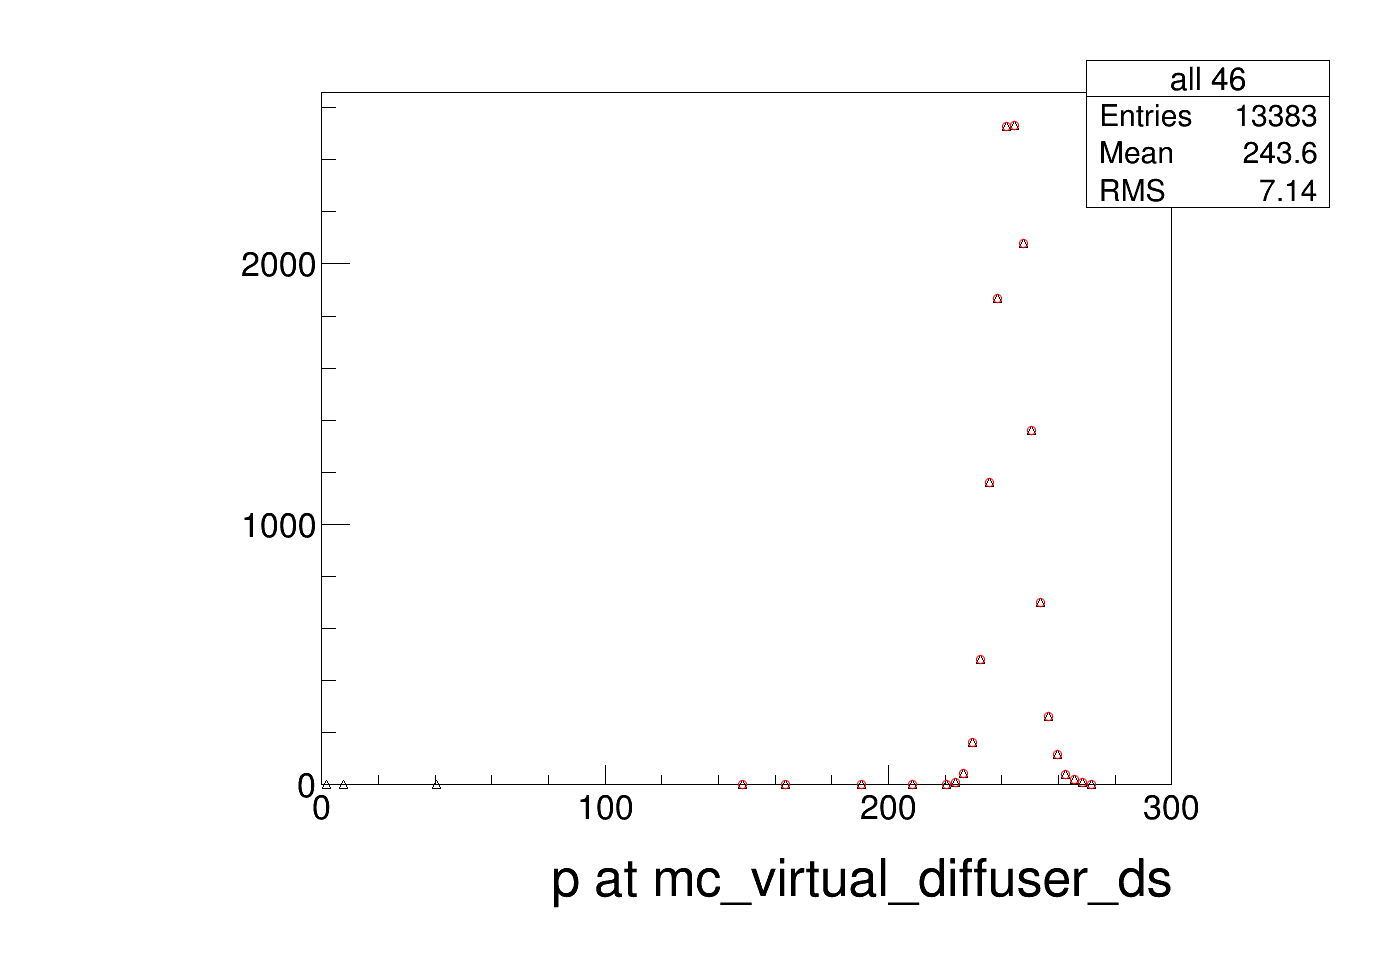 all 46
Entries 13383
Mean 243.6
RMS 7.14
2000
1000
0
0 100 200 300
p at mc_virtual_diffuser_ds